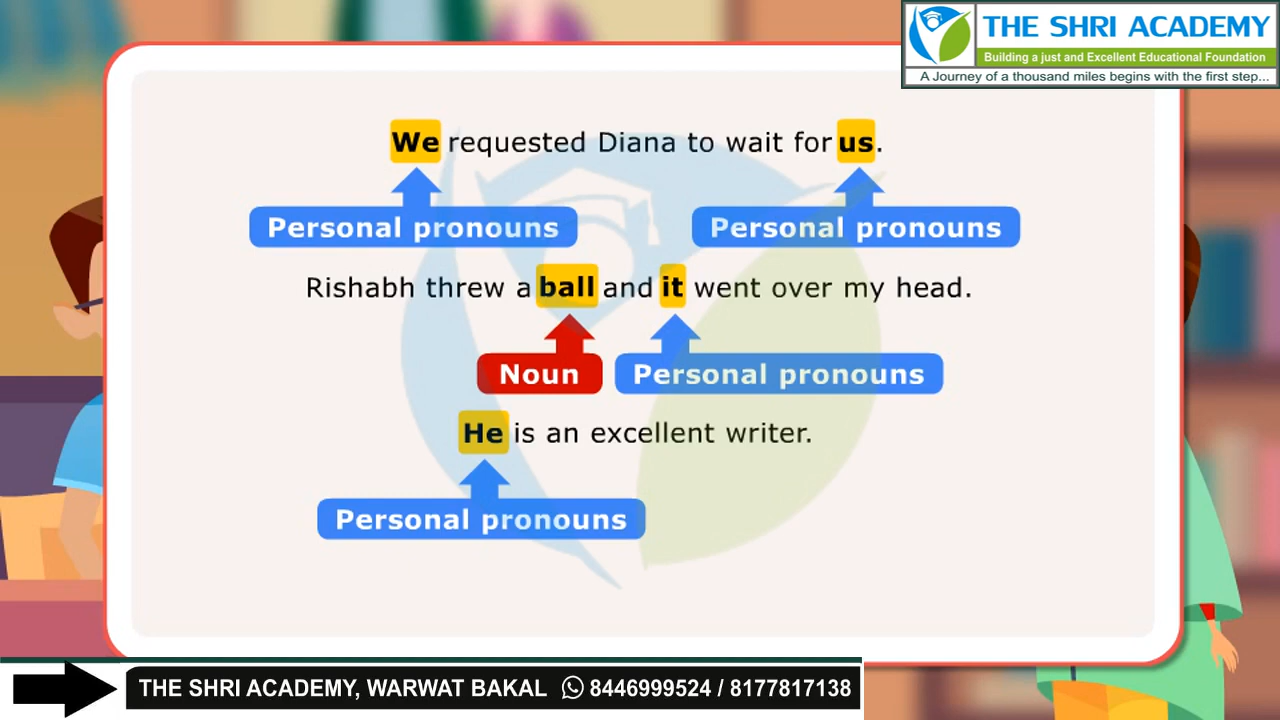 THE SHRI ACADEMY
Building a just and Excellent Educational Foundation
A Journey of a thousand miles begins with the first step...
We requested Diana to wait for us.
Personal pronouns Personal pronouns
Rishabh threw a ball and it went over my head.
Noun Personal pronouns
He is an excellent writer.
Personal pronouns
THE SHRI ACADEMY, WARWAT BAKAL 8446999524 / 8177817138